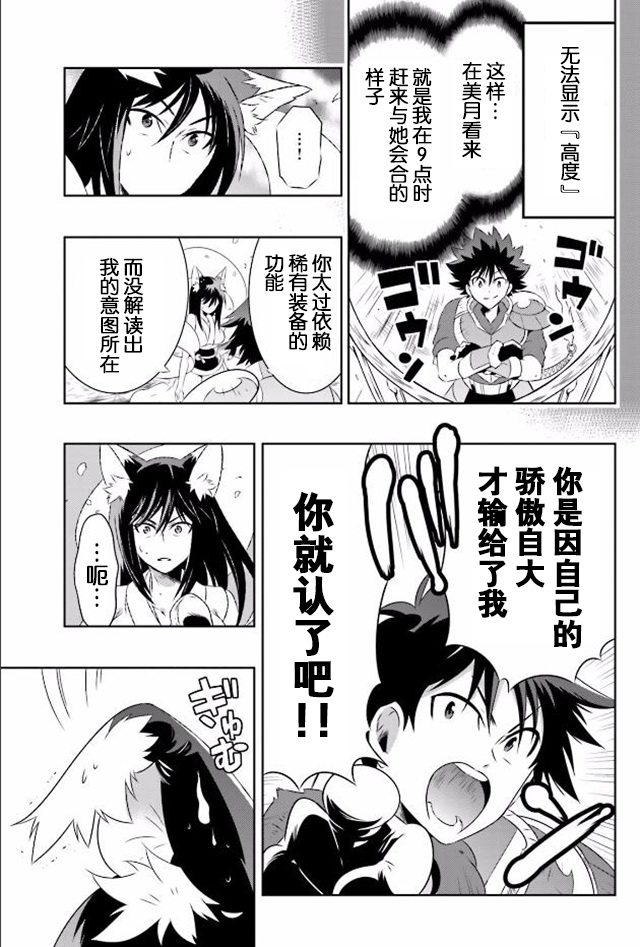 无法显示『高度』
这样…
在美月看来
就是我在9点时
赶来与她会合的
样子
ゴウン
ゴウン
…!
你太过依赖
稀有装备的
功能
而没解读出
我的意图所在
你是因自己的
骄傲自大
才输给了我
你就认了吧!!
…呃…
ぎゅむ